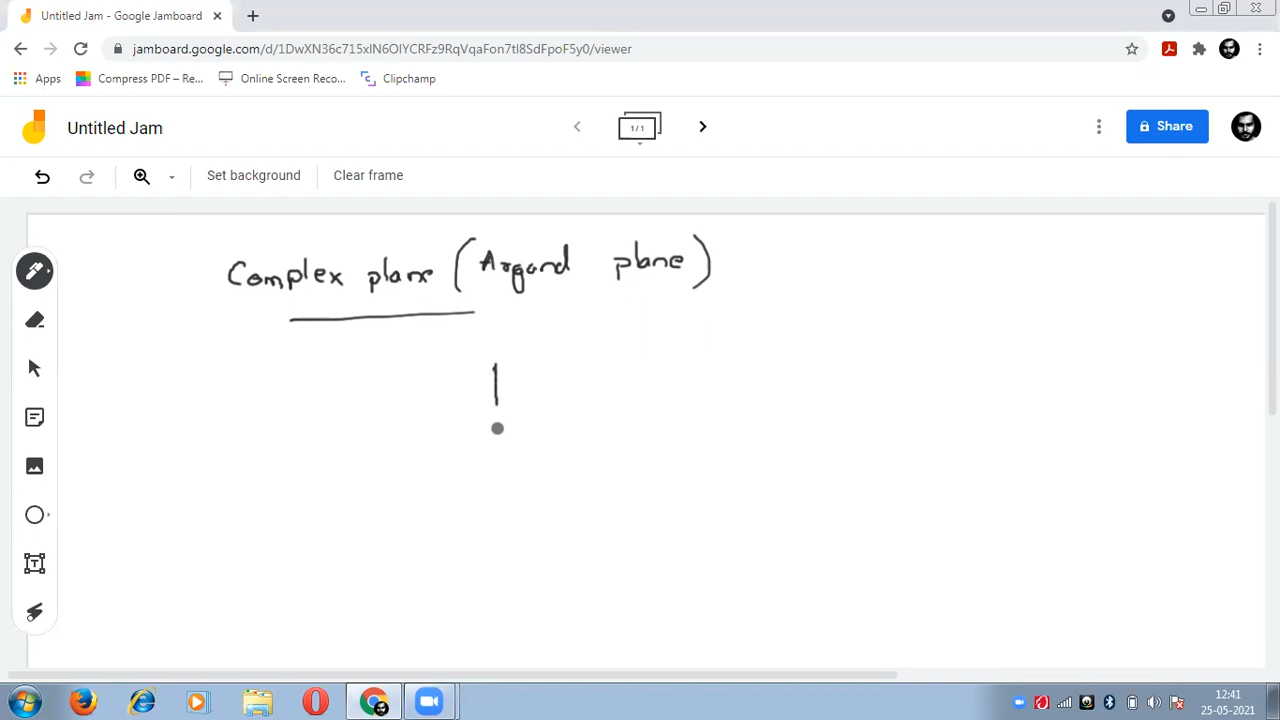 Untitled Jam - Google Jamboard
jamboard.google.com/d/1DwXN36c715xIN6OlYCRFz9RqVqaFon7tl8SdFpoF5y0/viewer
Apps Compress PDF – Re... Online Screen Reco... Clipchamp
Untitled Jam 1 / 1 Share
Set background Clear frame
Complex plane (Argand plane)
12:41
25-05-2021